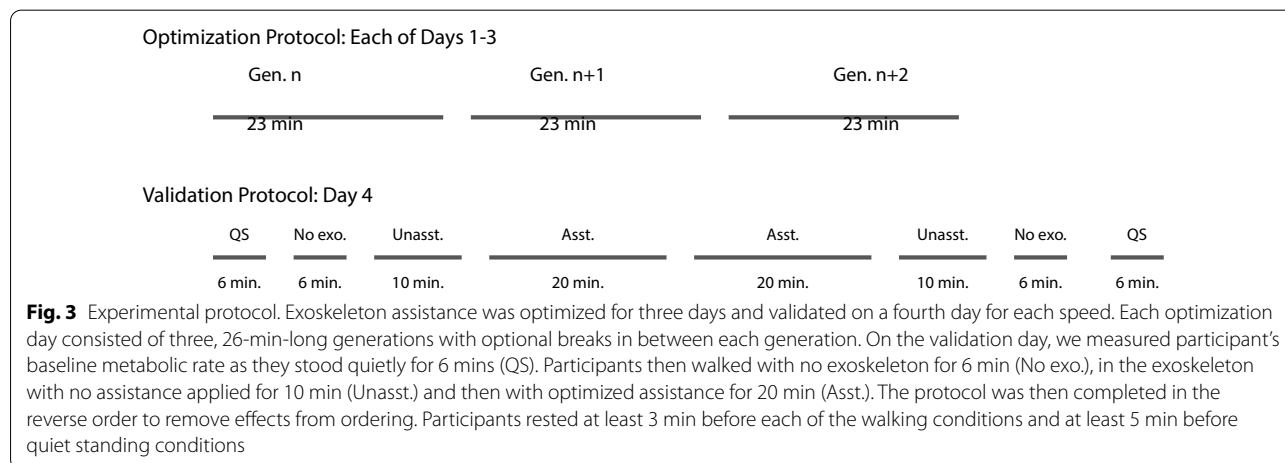 Optimization Protocol: Each of Days 1-3
Gen. n Gen. n+1 Gen. n+2
23 min 23 min 23 min
Validation Protocol: Day 4
QS No exo. Unasst. Asst. Asst. Unasst. No exo. QS
6 min. 6 min. 10 min. 20 min. 20 min. 10 min. 6 min. 6 min.
Fig. 3 Experimental protocol. Exoskeleton assistance was optimized for three days and validated on a fourth day for each speed. Each optimization
day consisted of three, 26-min-long generations with optional breaks in between each generation. On the validation day, we measured participant’s
baseline metabolic rate as they stood quietly for 6 mins (QS). Participants then walked with no exoskeleton for 6 min (No exo.), in the exoskeleton
with no assistance applied for 10 min (Unasst.) and then with optimized assistance for 20 min (Asst.). The protocol was then completed in the
reverse order to remove effects from ordering. Participants rested at least 3 min before each of the walking conditions and at least 5 min before
quiet standing conditions